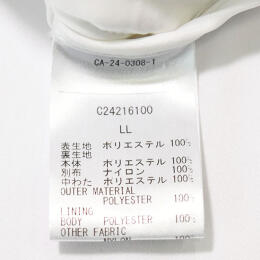 CA-24-0308-1
C24216100
LL
表生地 ポリエステル 100%
裏生地
本体 ポリエステル 100%
別布 ナイロン 100%
中わた ポリエステル 100%
OUTER MATERIAL
POLYESTER 100%
LINING
BODY POLYESTER 100%
OTHER FABRIC
NYLON 100%